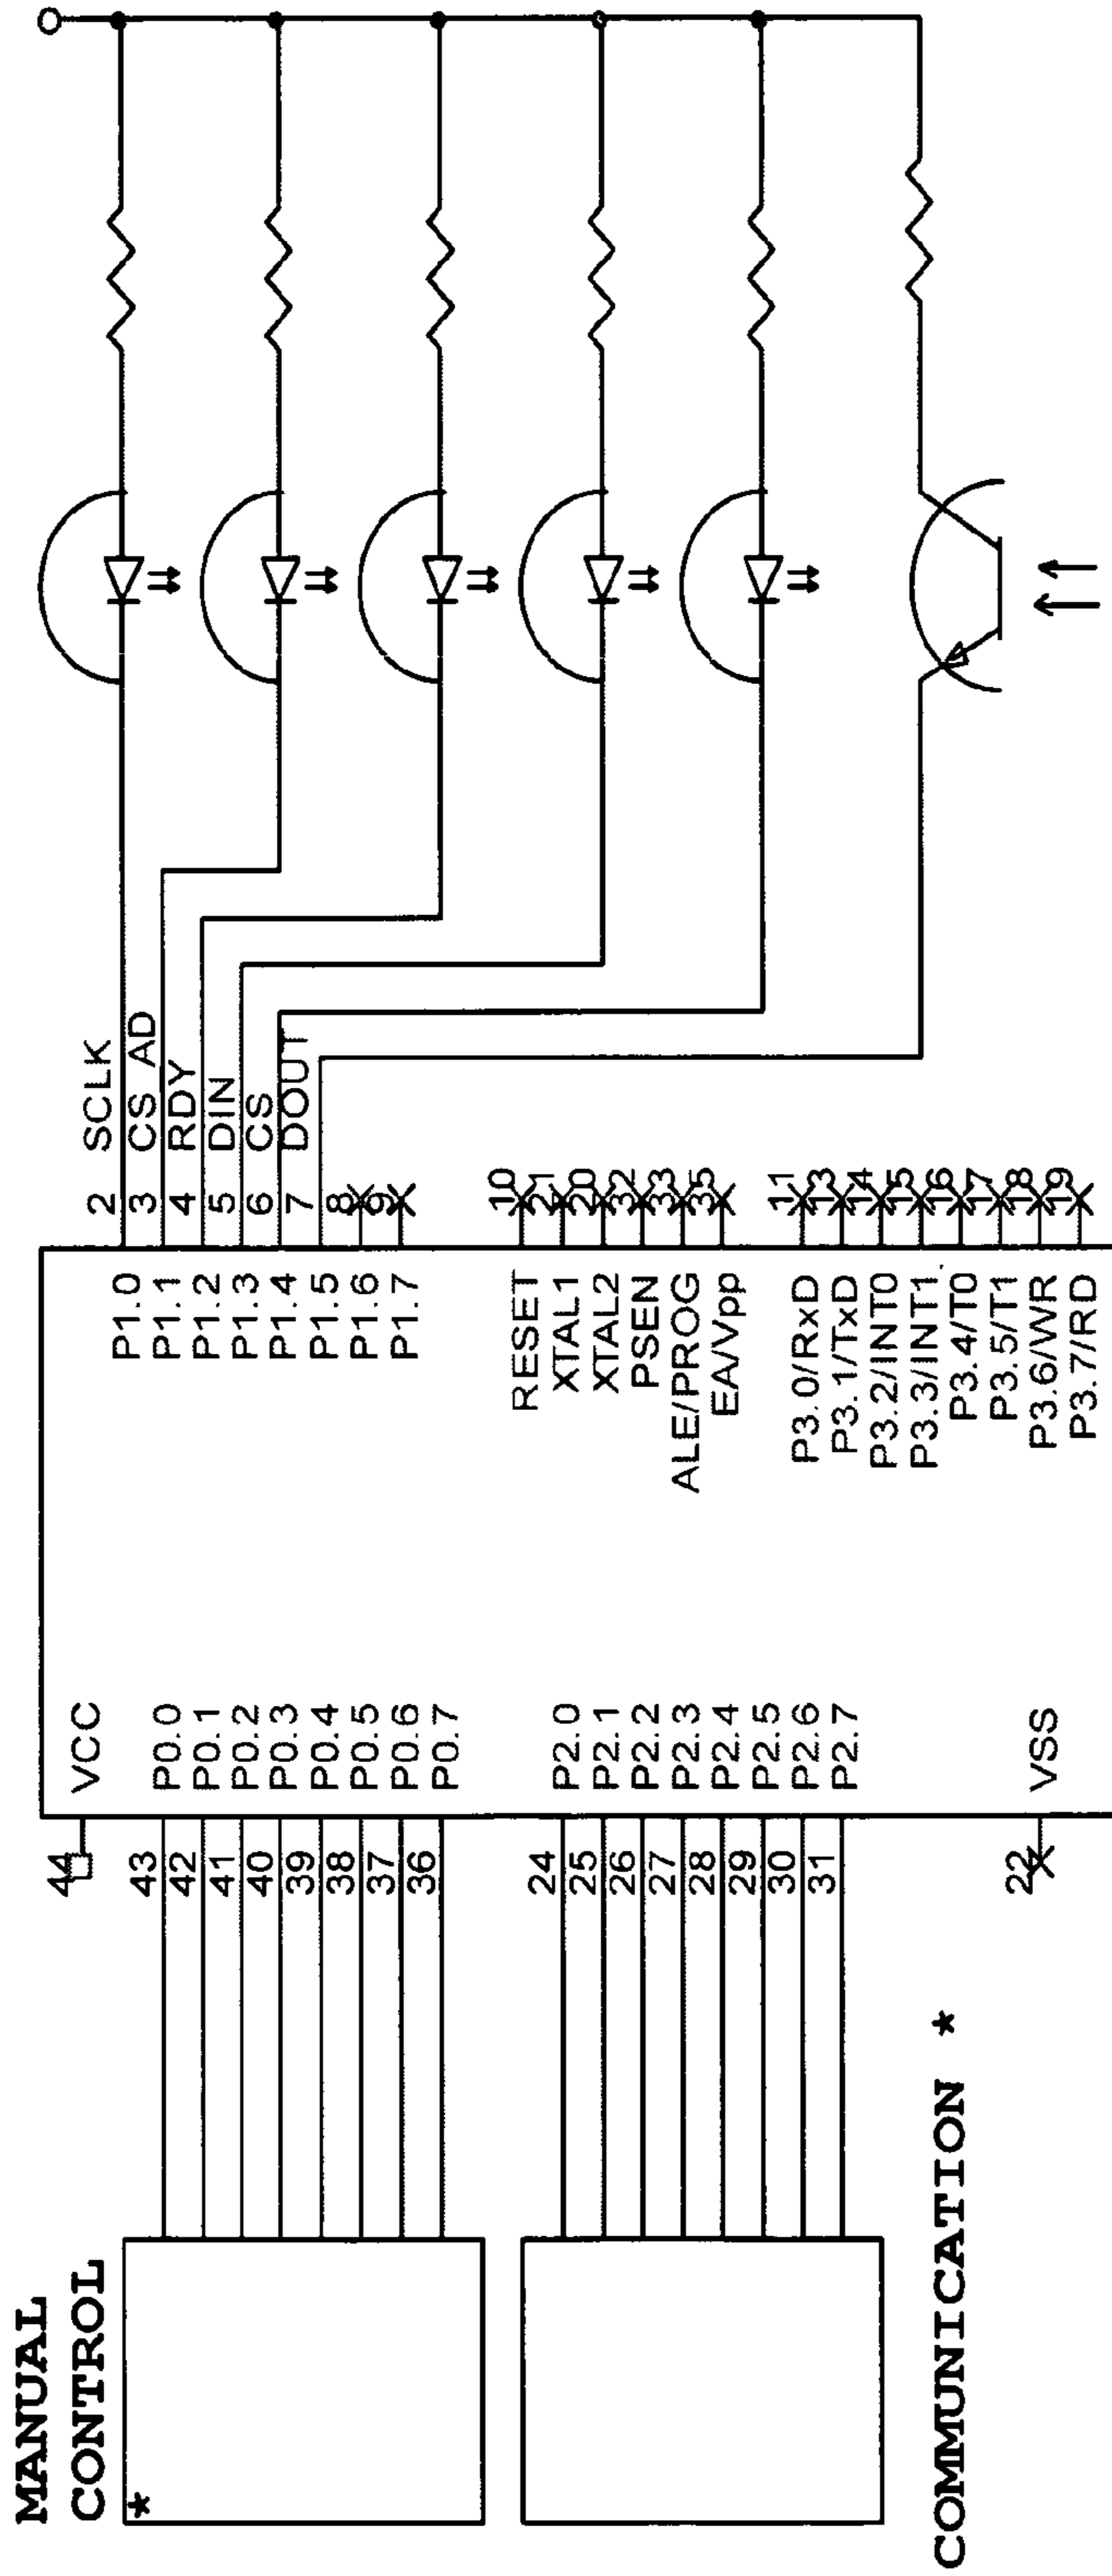 MANUAL
CONTROL
*
COMMUNICATION *
44
43
42
41
40
39
38
37
36
24
25
26
27
28
29
30
31
22
VCC
P0.0
P0.1
P0.2
P0.3
P0.4
P0.5
P0.6
P0.7
P2.0
P2.1
P2.2
P2.3
P2.4
P2.5
P2.6
P2.7
VSS
P1.0
P1.1
P1.2
P1.3
P1.4
P1.5
P1.6
P1.7
RESET
XTAL1
XTAL2
PSEN
ALE/PROG
EA/Vpp
P3.0/RxD
P3.1/TxD
P3.2/INT0
P3.3/INT1
P3.4/T0
P3.5/T1
P3.6/WR
P3.7/RD
2 SCLK
3 CS AD
4 RDY
5 DIN
6 CS
7 DOUT
8
9
10
21
20
32
33
35
11
13
14
15
16
17
18
19